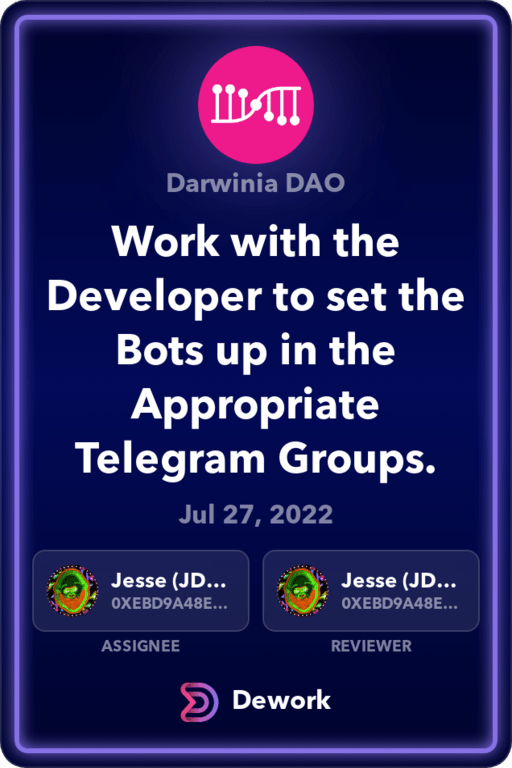 Darwinia DAO
Work with the
Developer to set the
Bots up in the
Appropriate
Telegram Groups.
Jul 27, 2022
Jesse (JD...
0XEBD9A48E...
ASSIGNEE
Jesse (JD...
0XEBD9A48E...
REVIEWER
Dework